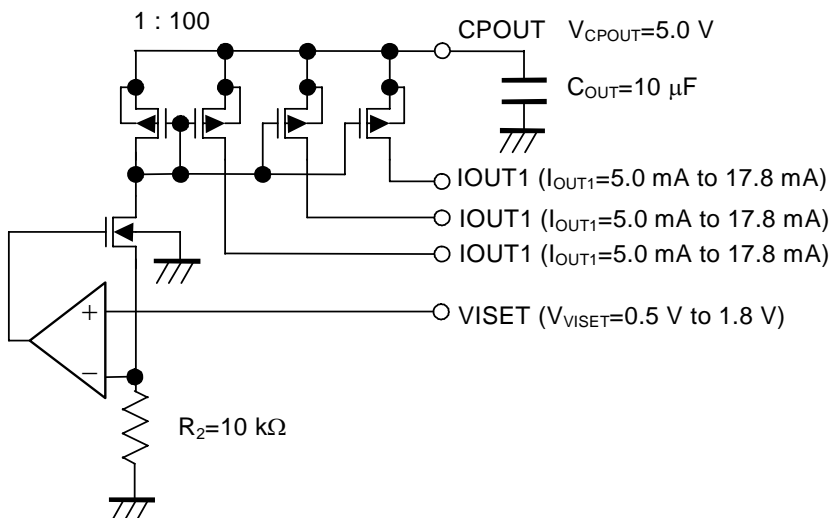 1 : 100
CPOUT V_CPOUT=5.0 V
C_OUT=10 μF
IOUT1 (I_OUT1=5.0 mA to 17.8 mA)
IOUT1 (I_OUT1=5.0 mA to 17.8 mA)
IOUT1 (I_OUT1=5.0 mA to 17.8 mA)
VISET (V_VISET=0.5 V to 1.8 V)
+
−
R_2=10 kΩ